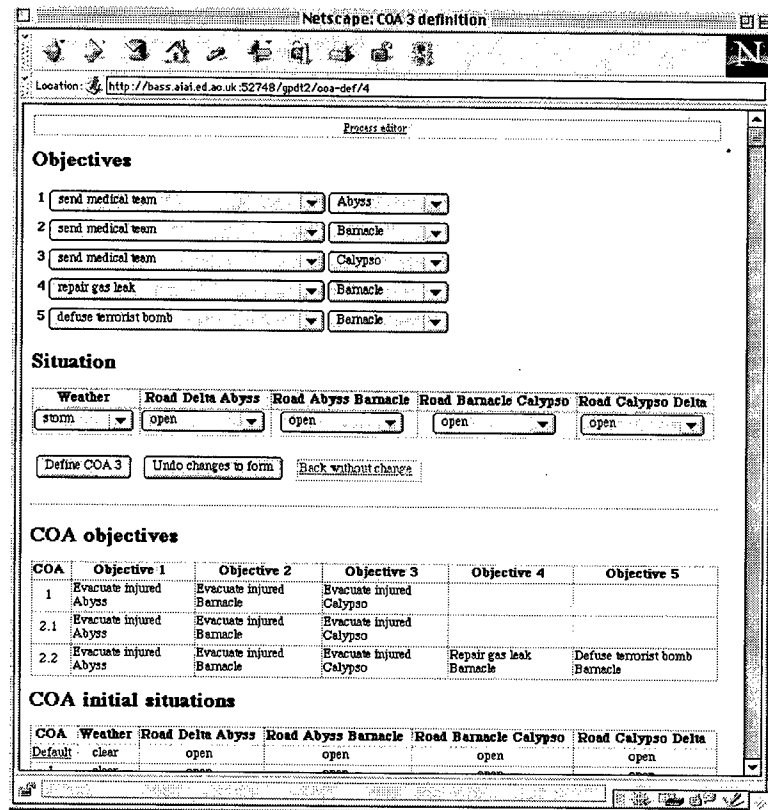 Netscape: COA 3 definition
N
Location: http://bass.aiai.ed.ac.uk:52748/gpdt2/coa-def/4
Process editor
Objectives
1 send medical team Abyss
2 send medical team Barnacle
3 send medical team Calypso
4 repair gas leak Barnacle
5 defuse terrorist bomb Barnacle
Situation
Weather Road Delta Abyss Road Abyss Barnacle Road Barnacle Calypso Road Calypso Delta
storm open open open open
Define COA 3 Undo changes to form Back without change
COA objectives
COA Objective 1 Objective 2 Objective 3 Objective 4 Objective 5
1 Evacuate injured Abyss Evacuate injured Barnacle Evacuate injured Calypso
2.1 Evacuate injured Abyss Evacuate injured Barnacle Evacuate injured Calypso
2.2 Evacuate injured Abyss Evacuate injured Barnacle Evacuate injured Calypso Repair gas leak Barnacle Defuse terrorist bomb Barnacle
COA initial situations
COA Weather Road Delta Abyss Road Abyss Barnacle Road Barnacle Calypso Road Calypso Delta
Default clear open open open open